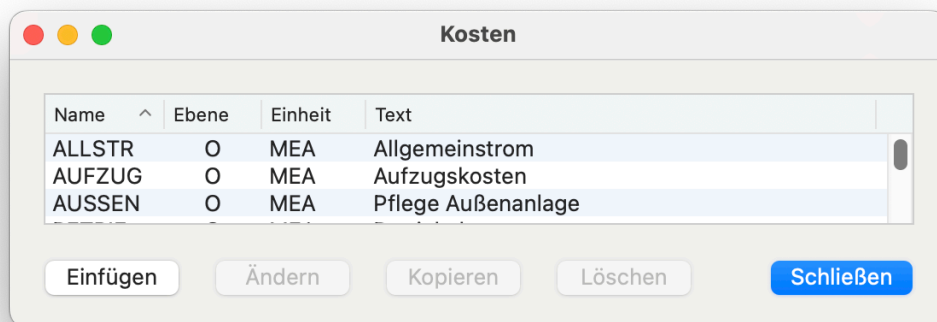 Kosten
Name Ebene Einheit Text
ALLSTR O MEA Allgemeinstrom
AUFZUG O MEA Aufzugskosten
AUSSEN O MEA Pflege Außenanlage
Einfügen Ändern Kopieren Löschen Schließen